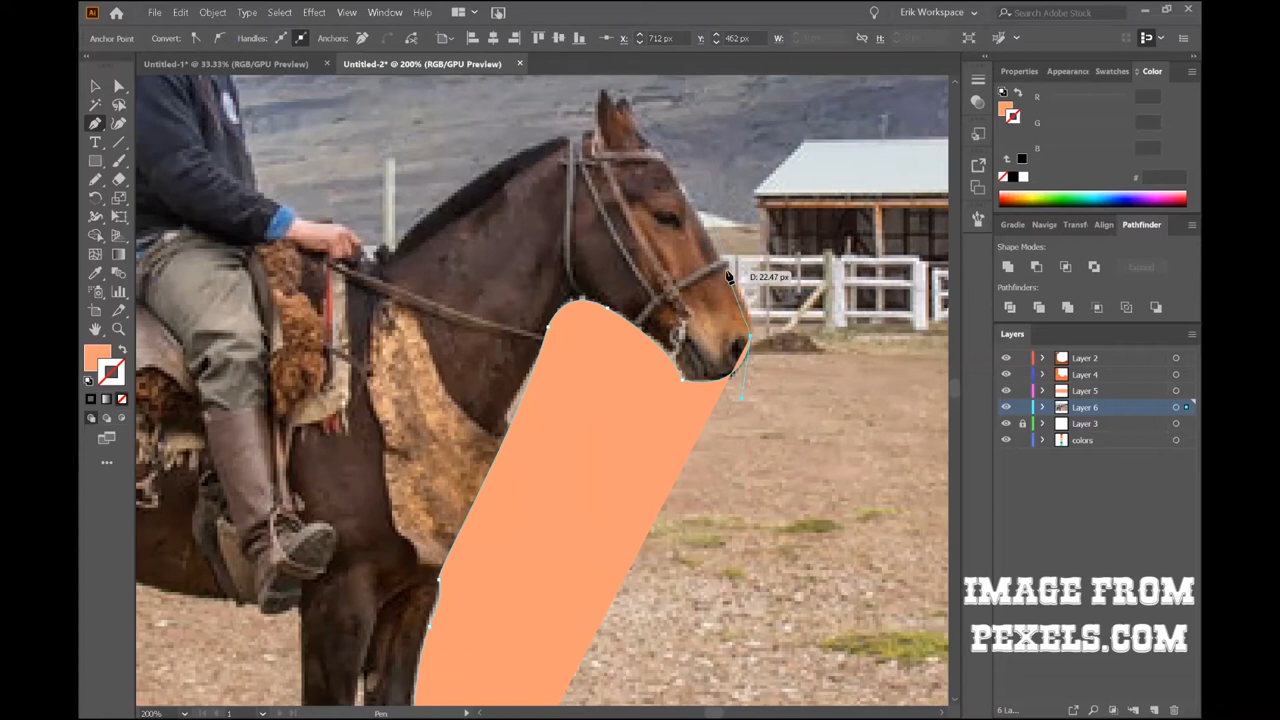 Ai File Edit Object Type Select Effect View Window Help Erik Workspace Search Adobe Stock
Anchor Point Convert: Handles: Anchors: X: 712 px Y: 462 px W: H:
Untitled-1* @ 33.33% (RGB/GPU Preview) × Untitled-2* @ 200% (RGB/GPU Preview) ×
Properties Appearance Swatches Color
R
G
B
#
Gradie Naviga Transf Align Pathfinder
Shape Modes:
Expand
Pathfinders:
D: 22.47 px
Layers
Layer 2
Layer 4
Layer 5
Layer 6
Layer 3
colors
IMAGE FROM
PEXELS.COM
200% 1 Pen 6 La...